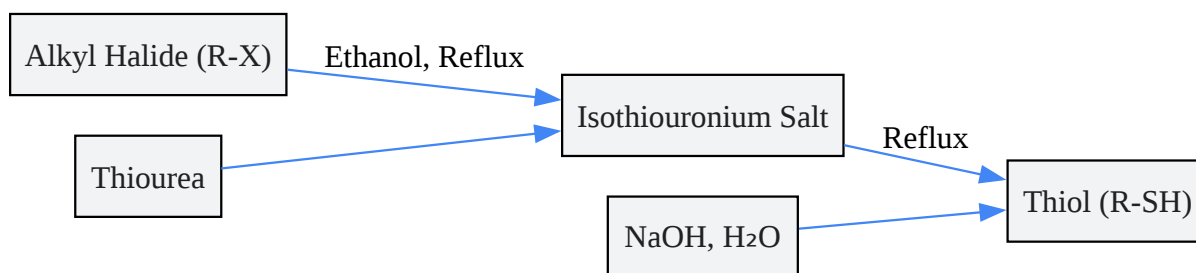 Alkyl Halide (R-X)
Ethanol, Reflux
Thiourea
Isothiouronium Salt
Reflux
NaOH, H₂O
Thiol (R-SH)